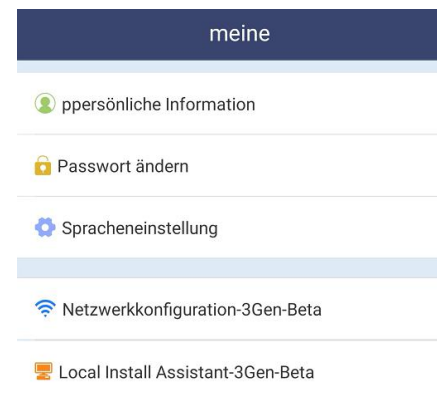 meine
ppersönliche Information
Passwort ändern
Spracheneinstellung
Netzwerkkonfiguration-3Gen-Beta
Local Install Assistant-3Gen-Beta